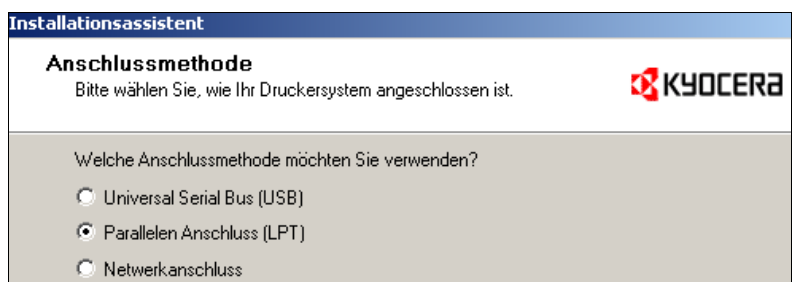 Installationsassistent
Anschlussmethode
Bitte wählen Sie, wie Ihr Druckersystem angeschlossen ist.
KYOCERA
Welche Anschlussmethode möchten Sie verwenden?
Universal Serial Bus (USB)
Parallelen Anschluss (LPT)
Netwerkanschluss